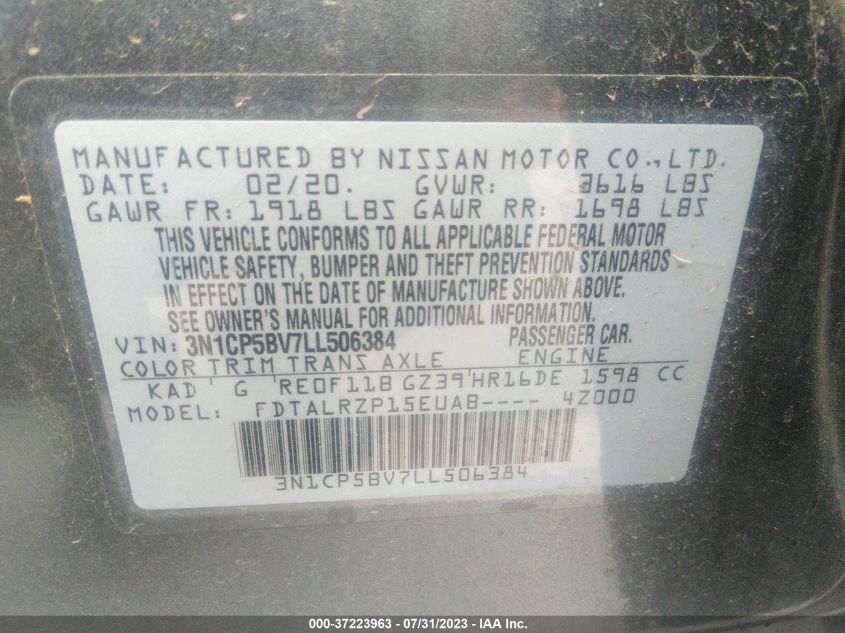 MANUFACTURED BY NISSAN MOTOR CO., LTD.
DATE: 02/20. GVWR: 3616 LBS
GAWR FR: 1918 LBS GAWR RR: 1698 LBS
THIS VEHICLE CONFORMS TO ALL APPLICABLE FEDERAL MOTOR
VEHICLE SAFETY, BUMPER AND THEFT PREVENTION STANDARDS
IN EFFECT ON THE DATE OF MANUFACTURE SHOWN ABOVE.
SEE OWNER'S MANUAL FOR ADDITIONAL INFORMATION.
VIN: 3N1CP5BV7LL506384 PASSENGER CAR.
COLOR TRIM TRANS AXLE ENGINE
KAD G RE0F11B GZ39 HR16DE 1598 CC
MODEL: FDTALRZP15EUAB---- 4Z000
3N1CP5BV7LL506384
000-37223963 - 07/31/2023 - IAA Inc.